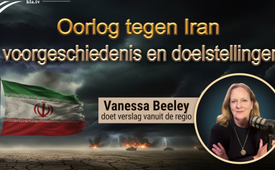 kla.tv
Oorlog tegen Iran
voorgeschiedenis en doelstellingen
Vanessa Beeley
doet verslag vanuit de regio